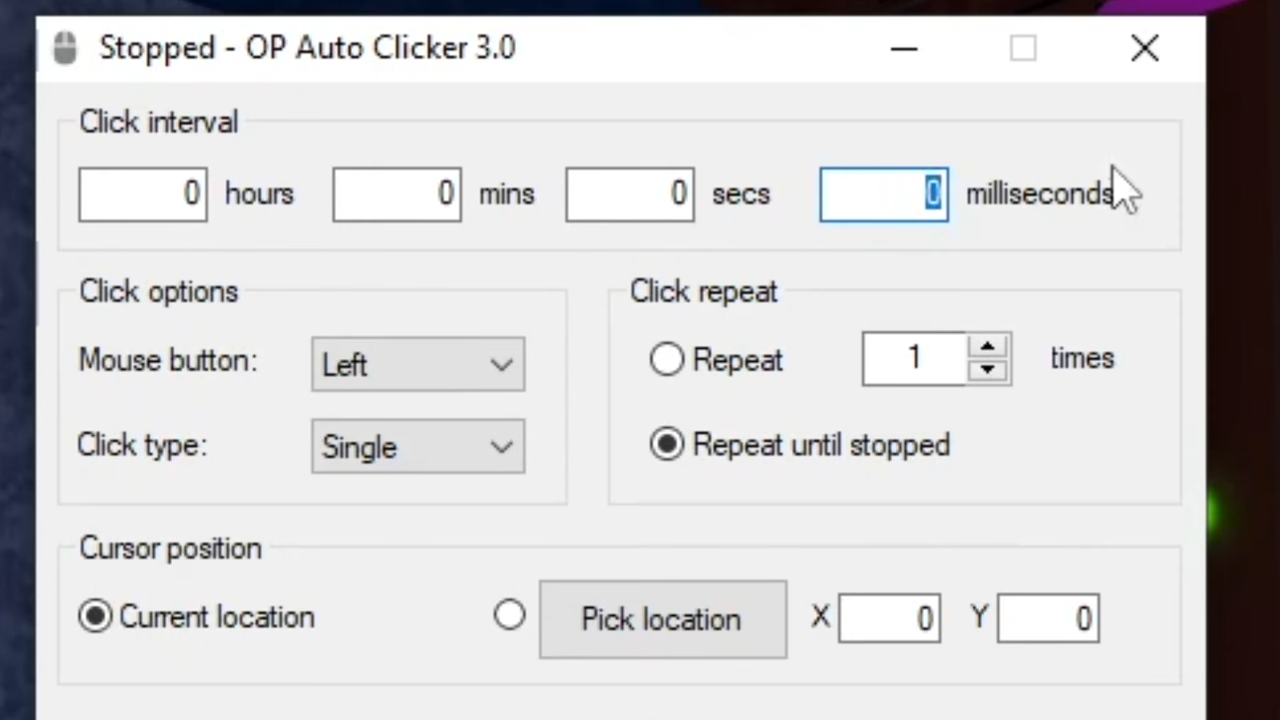 Stopped - OP Auto Clicker 3.0
Click interval
0 hours 0 mins 0 secs 0 milliseconds
Click options
Mouse button: Left
Click type: Single
Click repeat
Repeat 1 times
Repeat until stopped
Cursor position
Current location Pick location X 0 Y 0